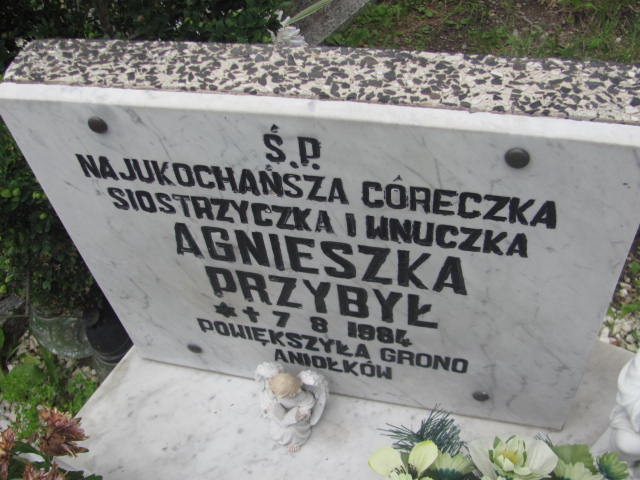 Ś.P.
NAJUKOCHAŃSZA CÓRECZKA
SIOSTRZYCZKA I WNUCZKA
AGNIESZKA
PRZYBYŁ
* † 7 8 1984
POWIĘKSZYŁA GRONO
ANIOŁKÓW